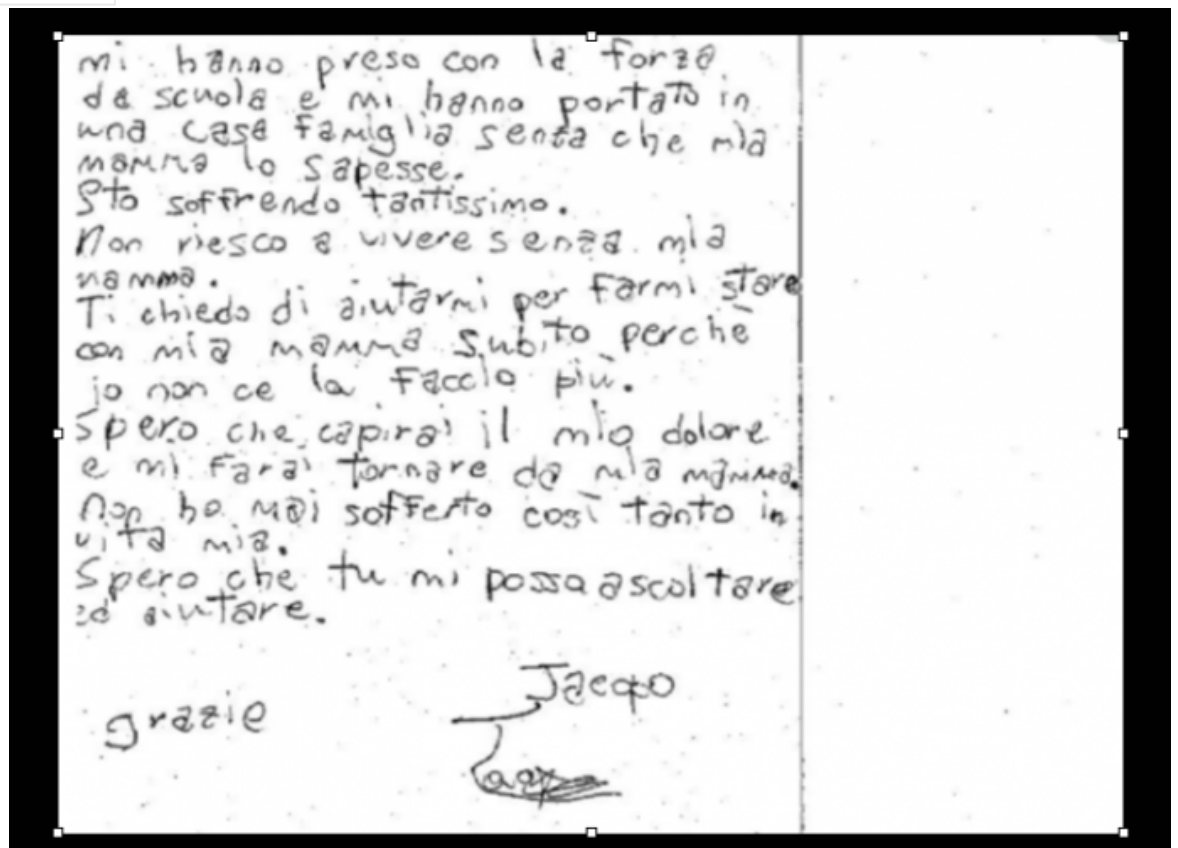 mi hanno preso con la forza
da scuola e mi hanno portato in
una casa famiglia senza che mia
mamma lo sapesse.
Sto soffrendo tantissimo.
Non riesco a vivere senza mia
mamma.
Ti chiedo di aiutarmi per farmi stare
con mia mamma subito perchè
io non ce la faccio più.
Spero che capirai il mio dolore
e mi farai tornare da mia mamma.
Non ho mai sofferto così tanto in
vita mia.
Spero che tu mi possa ascoltare
ed aiutare.
Jacopo
grazie